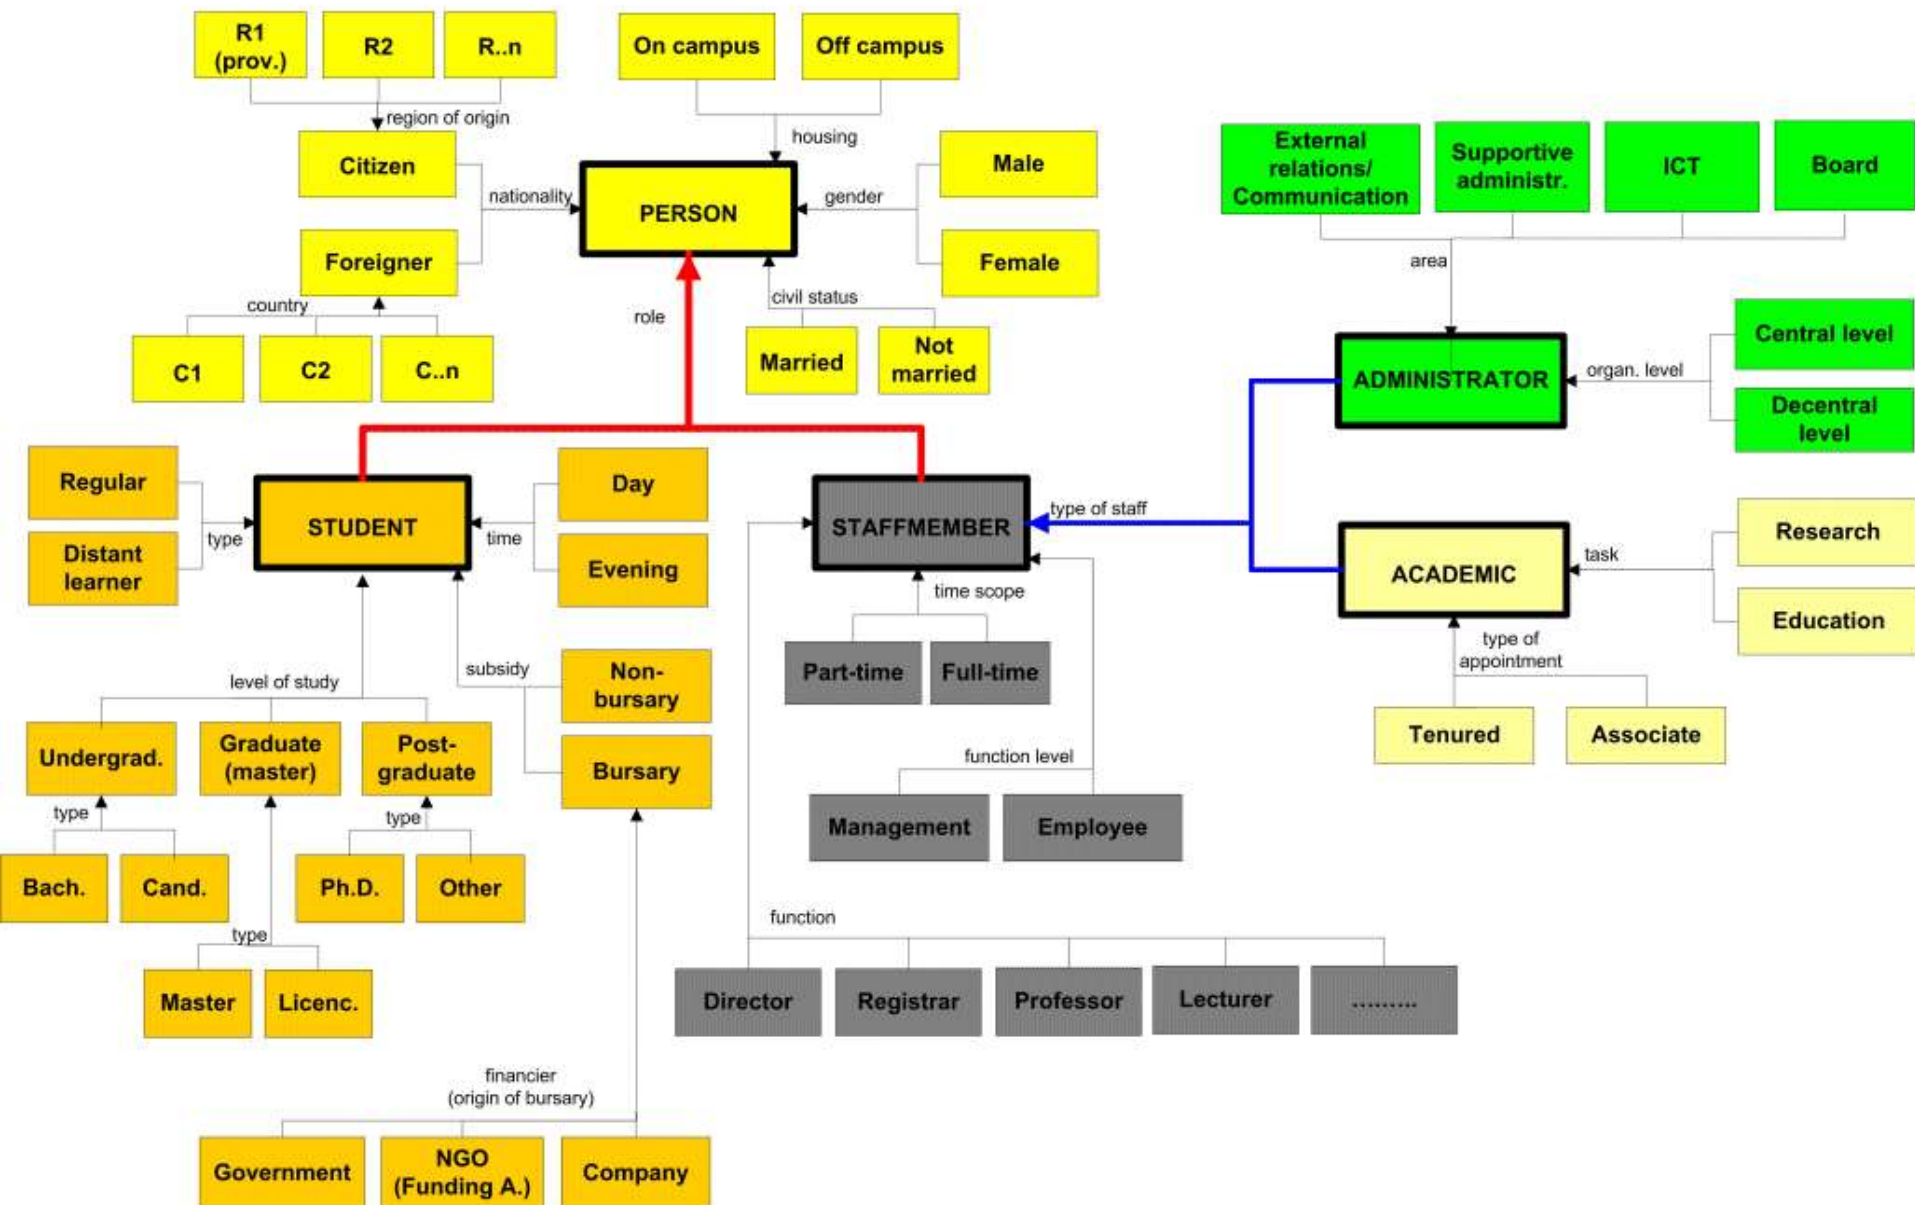 R1
(prov.)
R2
R..n
On campus
Off campus
region of origin
housing
Citizen
nationality
PERSON
gender
Male
Female
Foreigner
country
C1
C2
C..n
role
civil status
Married
Not
married
External
relations/
Communication
Supportive
administr.
ICT
Board
area
ADMINISTRATOR
organ. level
Central level
Decentral
level
Regular
Distant
learner
type
STUDENT
time
Day
Evening
STAFFMEMBER
type of staff
time scope
Part-time
Full-time
ACADEMIC
task
Research
Education
type of
appointment
Tenured
Associate
level of study
subsidy
Non-
bursary
Bursary
Undergrad.
Graduate
(master)
Post-
graduate
type
type
Bach.
Cand.
Ph.D.
Other
type
Master
Licenc.
function level
Management
Employee
function
Director
Registrar
Professor
Lecturer
.........
financier
(origin of bursary)
Government
NGO
(Funding A.)
Company